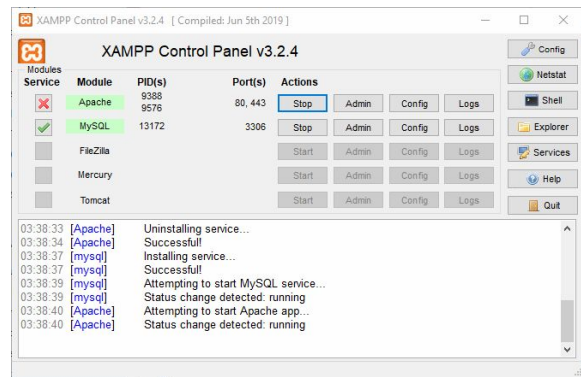 XAMPP Control Panel v3.2.4 [ Compiled: Jun 5th 2019 ]
XAMPP Control Panel v3.2.4
Config
Modules
Service Module PID(s) Port(s) Actions
Netstat
Apache 9388 9576 80, 443 Stop Admin Config Logs
Shell
MySQL 13172 3306 Stop Admin Config Logs
Explorer
FileZilla Start Admin Config Logs
Services
Mercury Start Admin Config Logs
Help
Tomcat Start Admin Config Logs
Quit
03:38:33 [Apache] Uninstalling service...
03:38:34 [Apache] Successful!
03:38:37 [mysql] Installing service...
03:38:37 [mysql] Successful!
03:38:39 [mysql] Attempting to start MySQL service...
03:38:39 [mysql] Status change detected: running
03:38:40 [Apache] Attempting to start Apache app...
03:38:40 [Apache] Status change detected: running